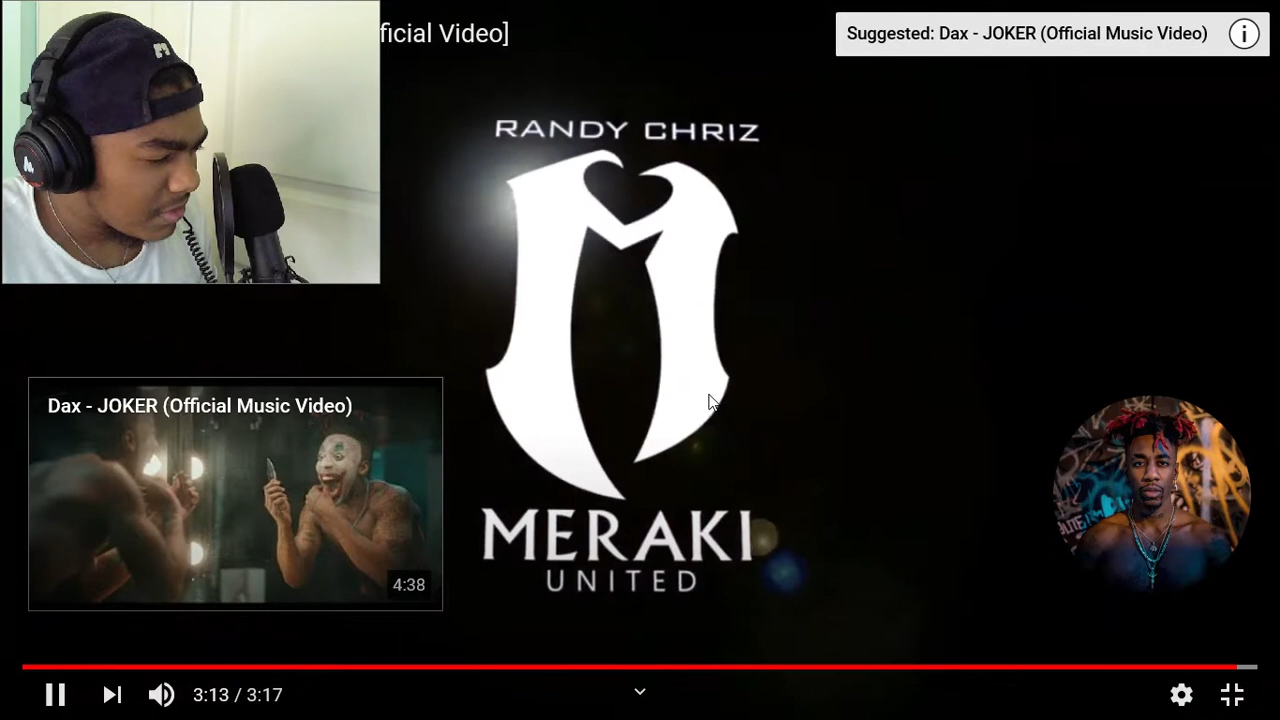 ficial Video]
Suggested: Dax - JOKER (Official Music Video)
RANDY CHRIZ
MERAKI
UNITED
Dax - JOKER (Official Music Video)
4:38
3:13 / 3:17